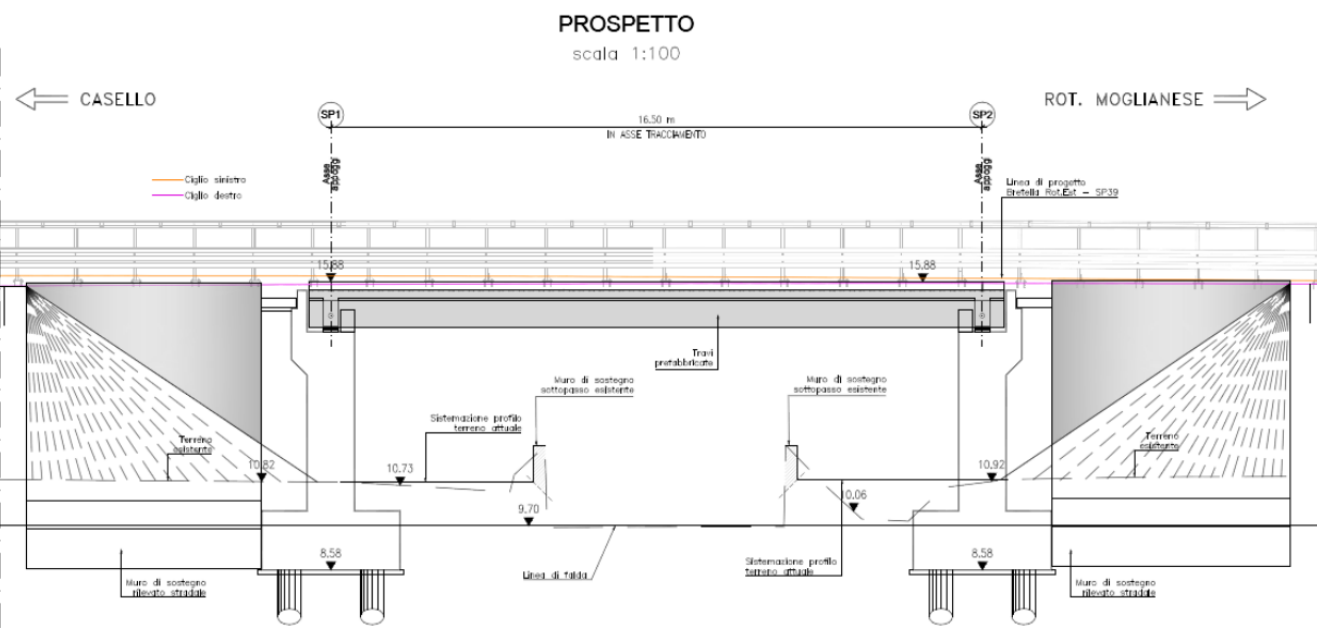 PROSPETTO
scala 1:100
CASELLO
ROT. MOGLIANESE
SP1
SP2
16.50 m
IN ASSE TRACCIAMENTO
Asse
appoggi
Asse
appoggi
Ciglio sinistro
Ciglio destro
Linea di progetto
Bretella Rot.Est - SP39
15.88
15.88
Travi
prefabbricate
Muro di sostegno
sottopasso esistente
Muro di sostegno
sottopasso esistente
Sistemazione profilo
terreno attuale
Terreno
esistente
Terreno
esistente
10.82
10.73
10.92
10.06
9.70
8.58
8.58
Linea di falda
Sistemazione profilo
terreno attuale
Muro di sostegno
rilevato stradale
Muro di sostegno
rilevato stradale